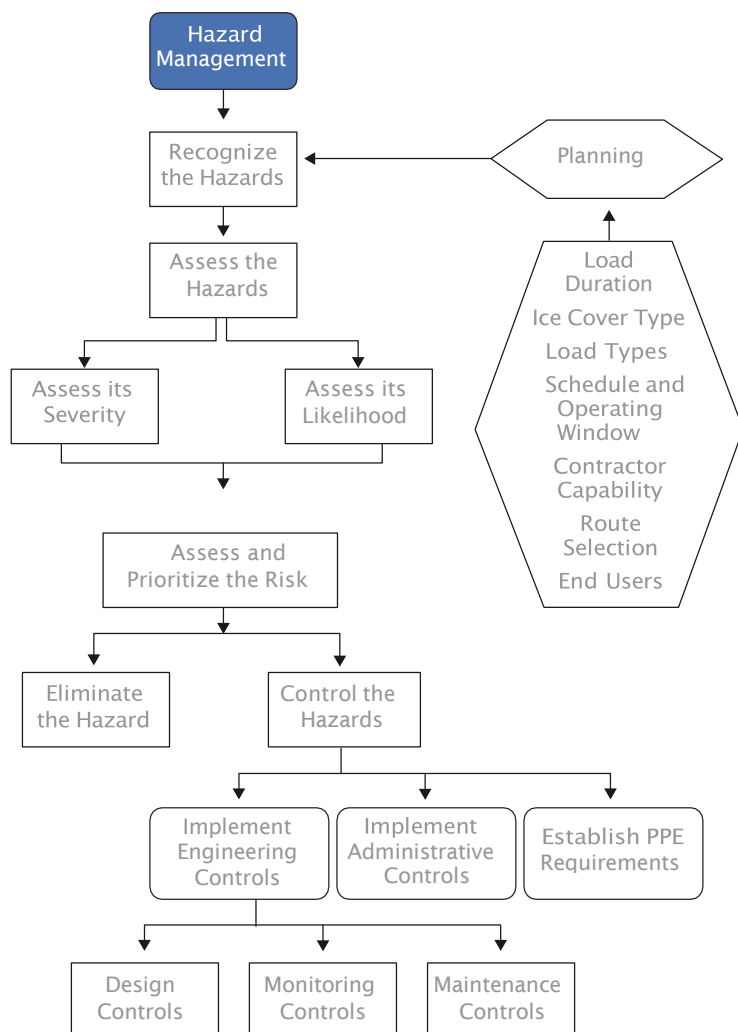 Hazard
Management
Recognize
the Hazards
Planning
Assess the
Hazards
Load
Duration
Ice Cover Type
Load Types
Schedule and
Operating
Window
Contractor
Capability
Route
Selection
End Users
Assess its
Severity
Assess its
Likelihood
Assess and
Prioritize the Risk
Eliminate
the Hazard
Control the
Hazards
Implement
Engineering
Controls
Implement
Administrative
Controls
Establish PPE
Requirements
Design
Controls
Monitoring
Controls
Maintenance
Controls